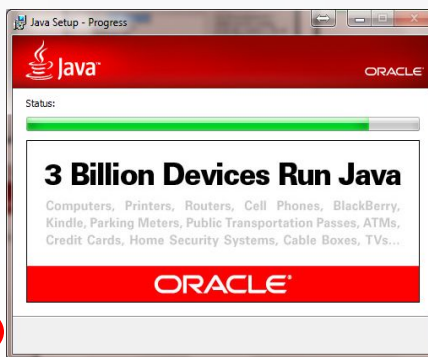 Java Setup - Progress
Java™
ORACLE
Status:
3 Billion Devices Run Java
Computers, Printers, Routers, Cell Phones, BlackBerry,
Kindle, Parking Meters, Public Transportation Passes, ATMs,
Credit Cards, Home Security Systems, Cable Boxes, TVs...
ORACLE®